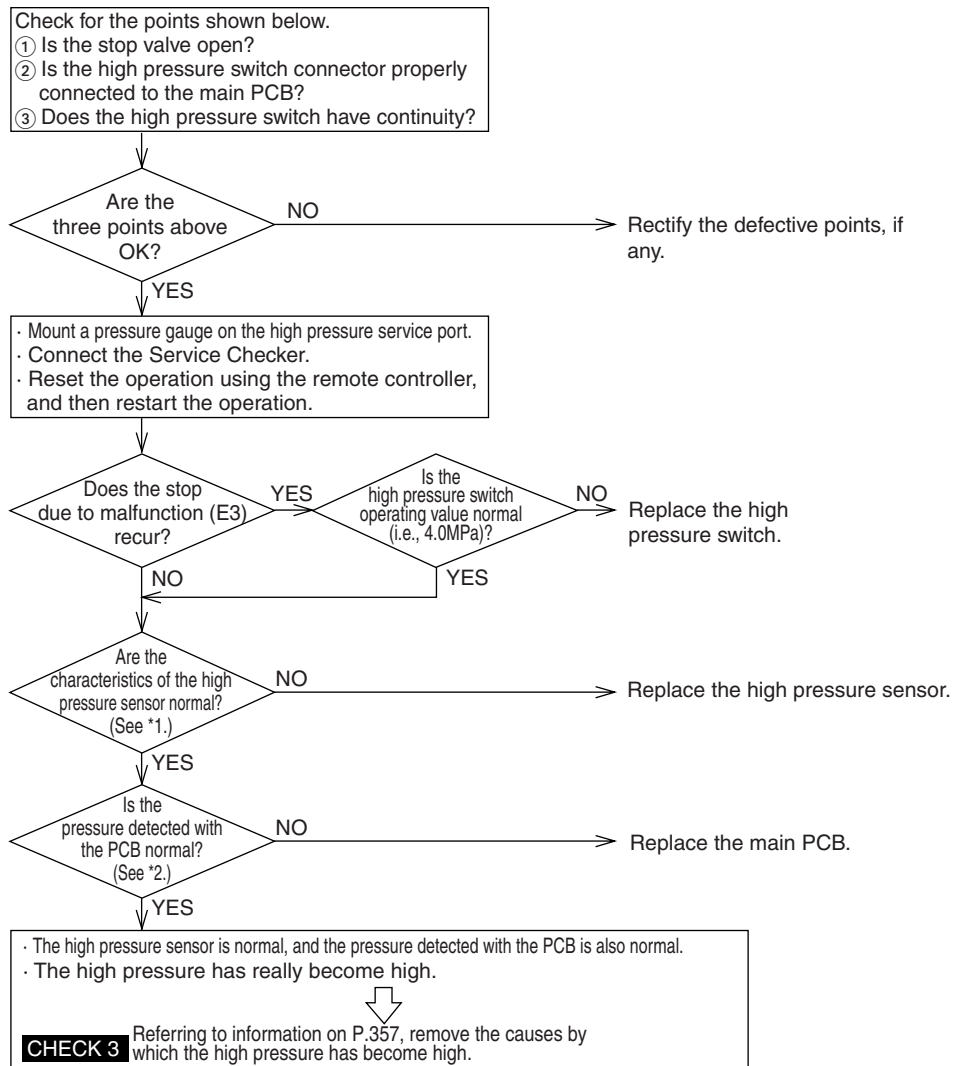 Check for the points shown below.
① Is the stop valve open?
② Is the high pressure switch connector properly
connected to the main PCB?
③ Does the high pressure switch have continuity?
Are the
three points above
OK?
NO
Rectify the defective points, if
any.
YES
· Mount a pressure gauge on the high pressure service port.
· Connect the Service Checker.
· Reset the operation using the remote controller,
and then restart the operation.
Does the stop
due to malfunction (E3)
recur?
YES
Is the
high pressure switch
operating value normal
(i.e., 4.0MPa)?
NO
Replace the high
pressure switch.
NO
YES
Are the
characteristics of the high
pressure sensor normal?
(See *1.)
NO
Replace the high pressure sensor.
YES
Is the
pressure detected with
the PCB normal?
(See *2.)
NO
Replace the main PCB.
YES
· The high pressure sensor is normal, and the pressure detected with the PCB is also normal.
· The high pressure has really become high.
CHECK 3 Referring to information on P.357, remove the causes by
which the high pressure has become high.